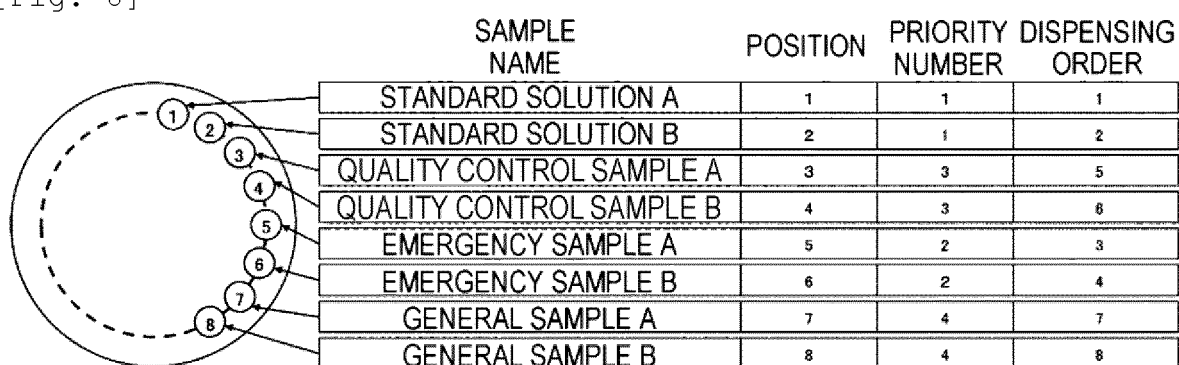 [Fig. 6]
SAMPLE NAME POSITION PRIORITY NUMBER DISPENSING ORDER
1 STANDARD SOLUTION A 1 1 1
2 STANDARD SOLUTION B 2 1 2
3 QUALITY CONTROL SAMPLE A 3 3 5
4 QUALITY CONTROL SAMPLE B 4 3 6
5 EMERGENCY SAMPLE A 5 2 3
6 EMERGENCY SAMPLE B 6 2 4
7 GENERAL SAMPLE A 7 4 7
8 GENERAL SAMPLE B 8 4 8